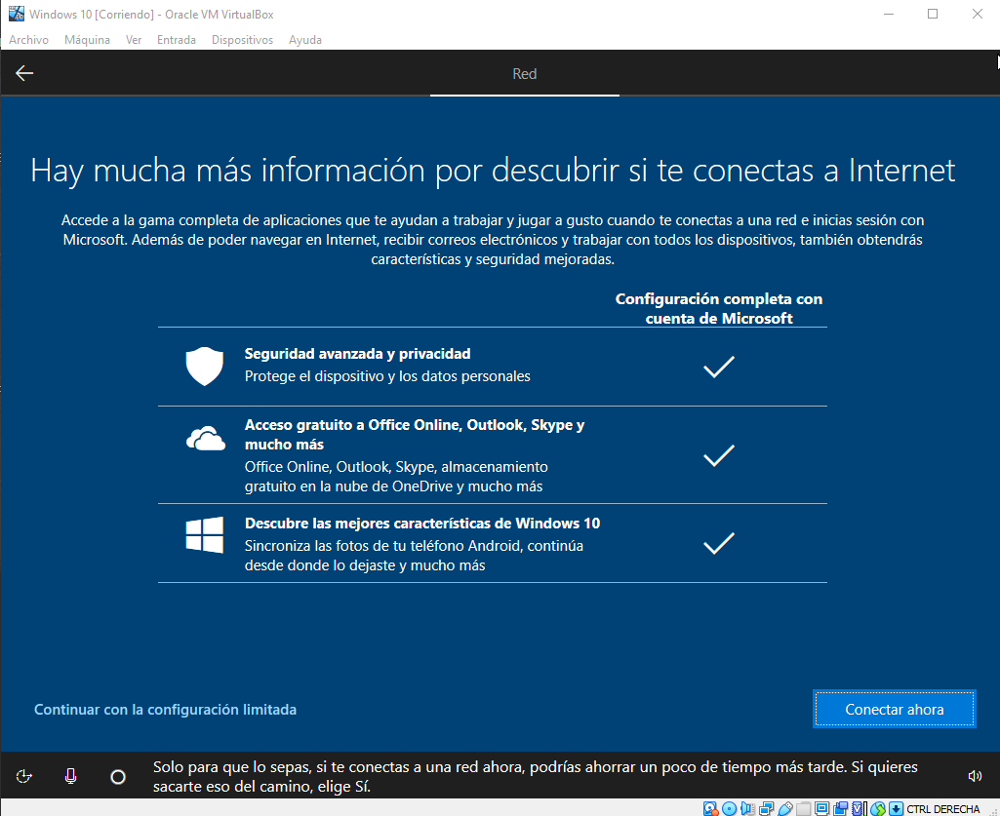 Windows 10 [Corriendo] - Oracle VM VirtualBox
Archivo Máquina Ver Entrada Dispositivos Ayuda
Red
Hay mucha más información por descubrir si te conectas a Internet
Accede a la gama completa de aplicaciones que te ayudan a trabajar y jugar a gusto cuando te conectas a una red e inicias sesión con
Microsoft. Además de poder navegar en Internet, recibir correos electrónicos y trabajar con todos los dispositivos, también obtendrás
características y seguridad mejoradas.
Configuración completa con
cuenta de Microsoft
Seguridad avanzada y privacidad
Protege el dispositivo y los datos personales
Acceso gratuito a Office Online, Outlook, Skype y
mucho más
Office Online, Outlook, Skype, almacenamiento
gratuito en la nube de OneDrive y mucho más
Descubre las mejores características de Windows 10
Sincroniza las fotos de tu teléfono Android, continúa
desde donde lo dejaste y mucho más
Continuar con la configuración limitada
Conectar ahora
Solo para que lo sepas, si te conectas a una red ahora, podrías ahorrar un poco de tiempo más tarde. Si quieres
sacarte eso del camino, elige Sí.
CTRL DERECHA